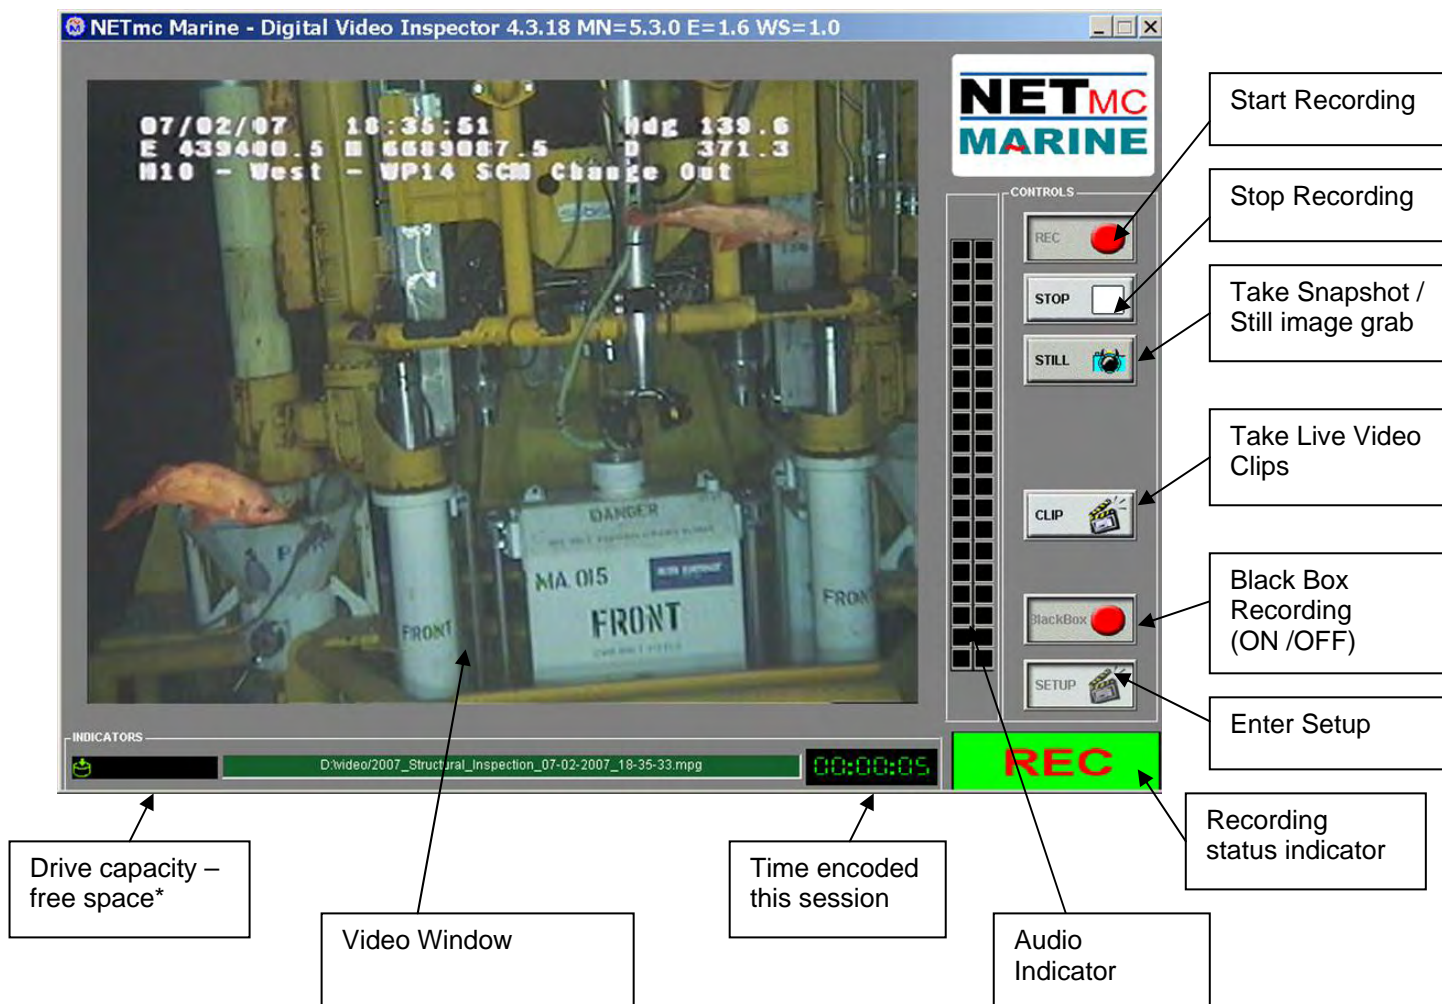 NETmc Marine - Digital Video Inspector 4.3.18 MN=5.3.0 E=1.6 WS=1.0
07/02/07 18:35:51 Hdg 139.6
E 439400.5 N 6689087.5 D 371.3
M10 - West - WP14 SCM Change Out
DANGER
MA 015
FRONT
FRONT
FRONT
NETMC
MARINE
CONTROLS
REC
STOP
STILL
CLIP
BlackBox
SETUP
INDICATORS
D:\video/2007_Structural_Inspection_07-02-2007_18-35-33.mpg
00:00:05
REC
Start Recording
Stop Recording
Take Snapshot /
Still image grab
Take Live Video
Clips
Black Box
Recording
(ON /OFF)
Enter Setup
Recording
status indicator
Drive capacity –
free space*
Video Window
Time encoded
this session
Audio
Indicator